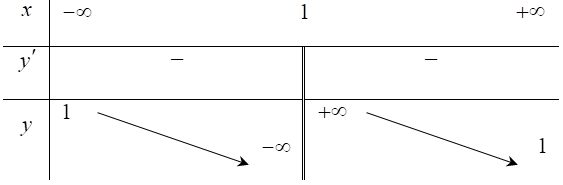 x −∞ 1 +∞
y′ − −
y 1 −∞ +∞ 1